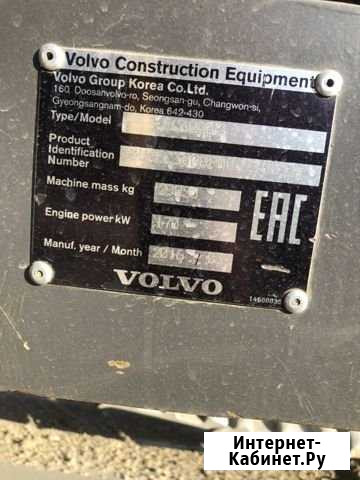 Volvo Construction Equipment
Volvo Group Korea Co.Ltd.
160, Doosanvolvo-ro, Seongsan-gu, Changwon-si,
Gyeongsangnam-do, Korea 642-430
Type/Model
Product
Identification
Number
Machine mass kg
Engine power kW
Manuf. year / Month
EAC
VOLVO
Интернет-
Кабинет.Ру